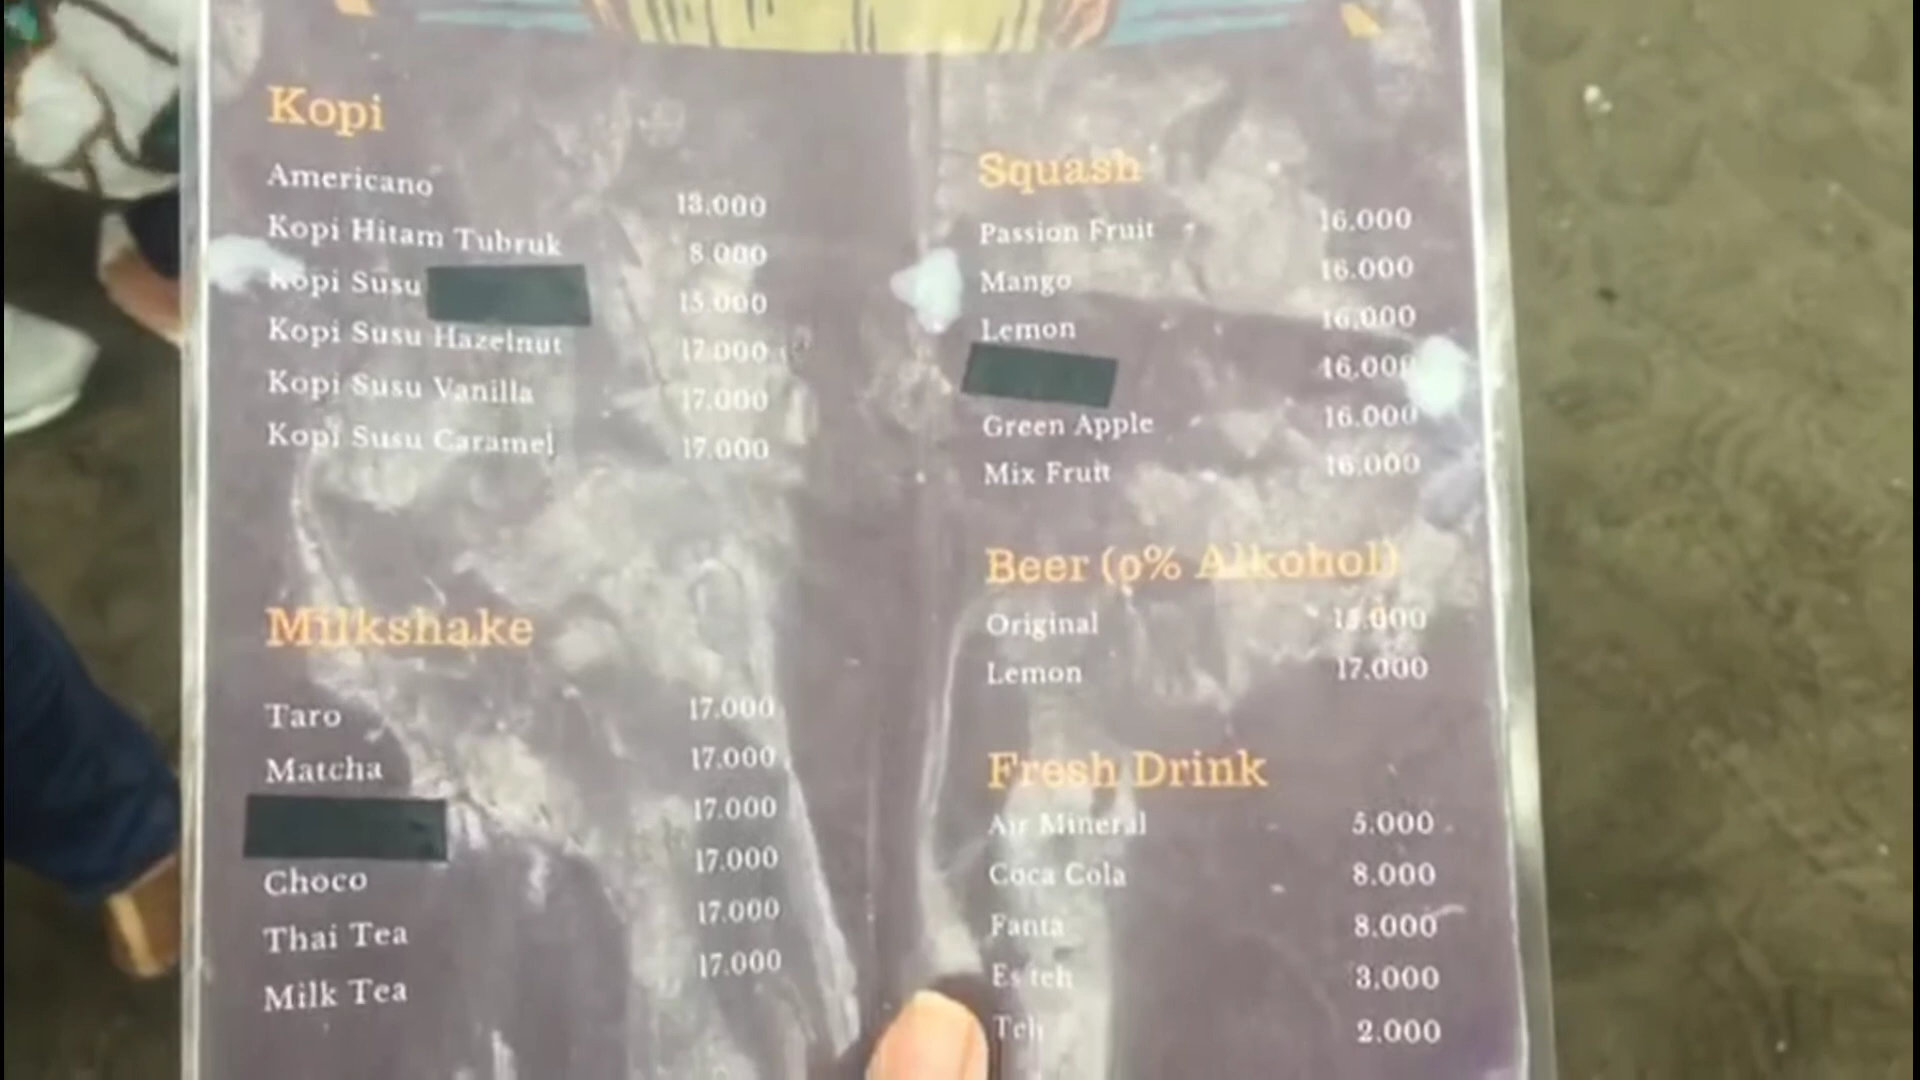 Kopi
Americano 13.000
Kopi Hitam Tubruk 8.000
Kopi Susu 15.000
Kopi Susu Hazelnut 17.000
Kopi Susu Vanilla 17.000
Kopi Susu Caramel 17.000
Milkshake
Taro 17.000
Matcha 17.000
17.000
Choco 17.000
Thai Tea 17.000
Milk Tea 17.000
Squash
Passion Fruit 16.000
Mango 16.000
Lemon 16.000
16.000
Green Apple 16.000
Mix Fruit 16.000
Beer (0% Alkohol)
Original
Lemon 17.000
Fresh Drink
Air Mineral 5.000
Coca Cola 8.000
Fanta 8.000
Es teh 3.000
Teh 2.000